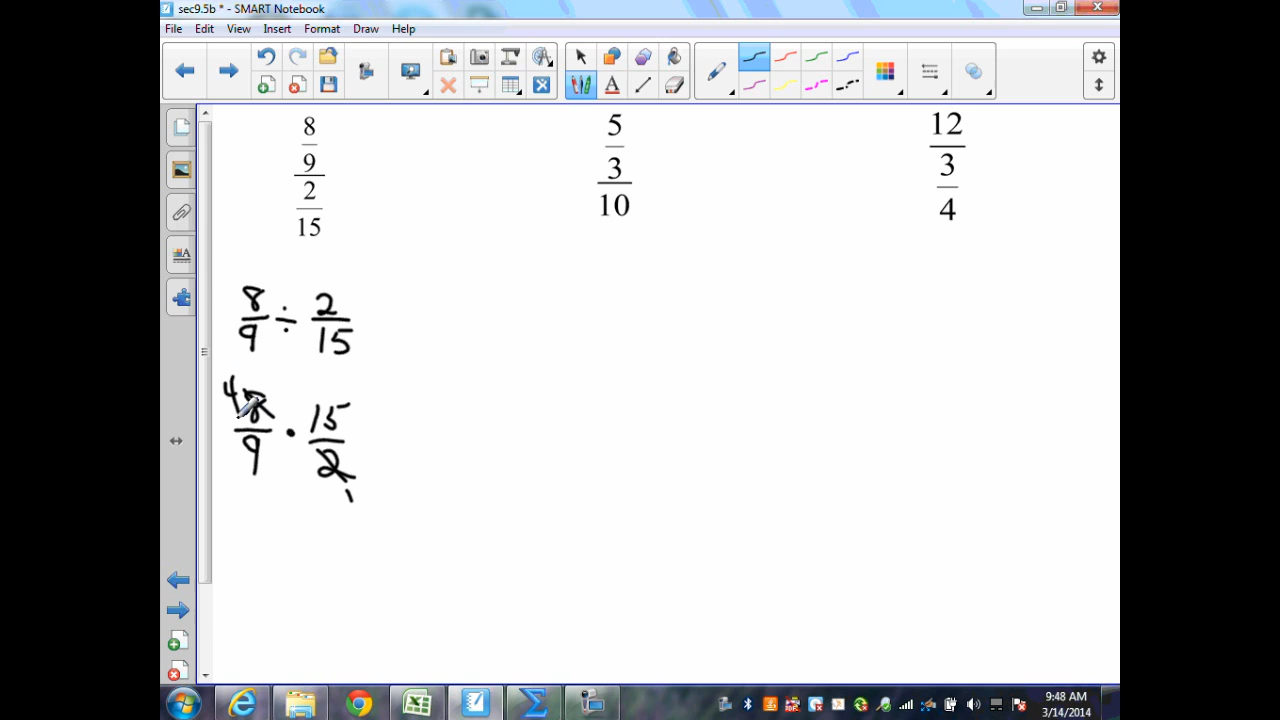 sec9.5b * - SMART Notebook
File Edit View Insert Format Draw Help
8
9
2
15
5
3
10
12
3
4
8 ÷ 2
9 15
4 8 · 15
9 2
1
9:48 AM
3/14/2014